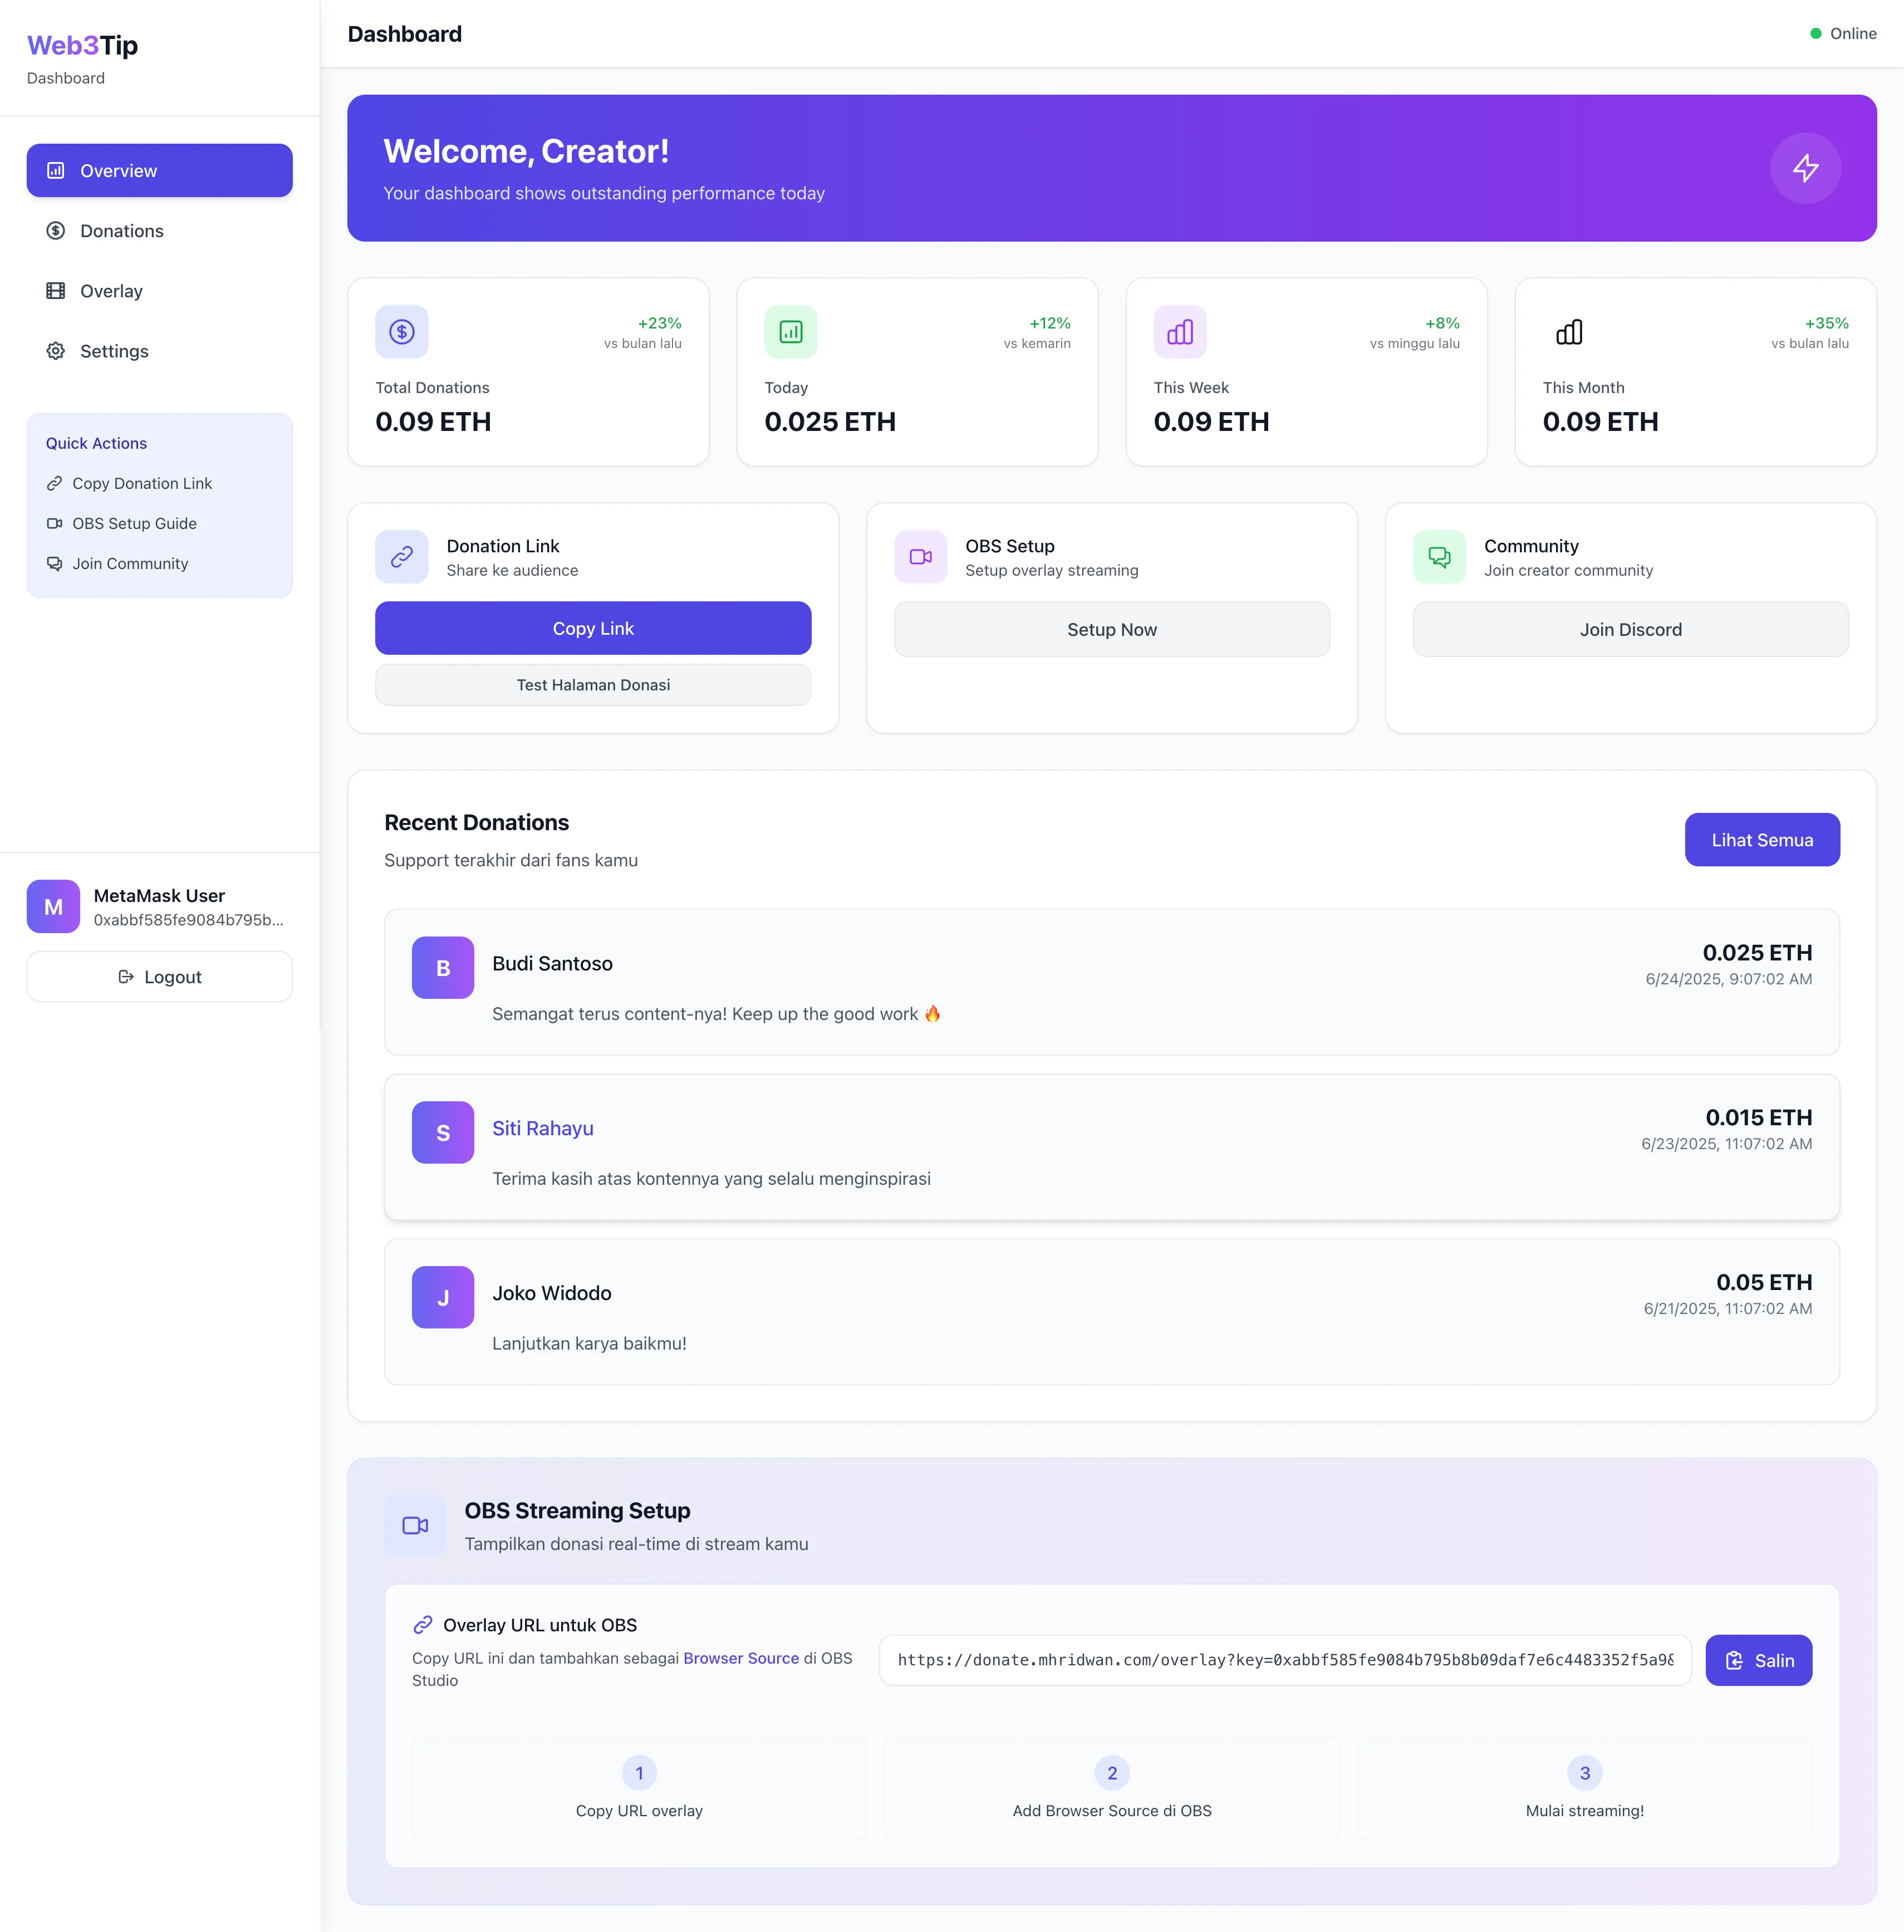 Web3Tip
Dashboard
Overview
Donations
Overlay
Settings
Quick Actions
Copy Donation Link
OBS Setup Guide
Join Community
M
MetaMask User
0xabbf585fe9084b795b...
Logout
Dashboard
Online
Welcome, Creator!
Your dashboard shows outstanding performance today
+23%
vs bulan lalu
Total Donations
0.09 ETH
+12%
vs kemarin
Today
0.025 ETH
+8%
vs minggu lalu
This Week
0.09 ETH
+35%
vs bulan lalu
This Month
0.09 ETH
Donation Link
Share ke audience
Copy Link
Test Halaman Donasi
OBS Setup
Setup overlay streaming
Setup Now
Community
Join creator community
Join Discord
Recent Donations
Support terakhir dari fans kamu
Lihat Semua
B
Budi Santoso
Semangat terus content-nya! Keep up the good work 🔥
0.025 ETH
6/24/2025, 9:07:02 AM
S
Siti Rahayu
Terima kasih atas kontennya yang selalu menginspirasi
0.015 ETH
6/23/2025, 11:07:02 AM
J
Joko Widodo
Lanjutkan karya baikmu!
0.05 ETH
6/21/2025, 11:07:02 AM
OBS Streaming Setup
Tampilkan donasi real-time di stream kamu
Overlay URL untuk OBS
Copy URL ini dan tambahkan sebagai Browser Source di OBS
Studio
https://donate.mhridwan.com/overlay?key=0xabbf585fe9084b795b8b09daf7e6c4483352f5a9
Salin
1
Copy URL overlay
2
Add Browser Source di OBS
3
Mulai streaming!